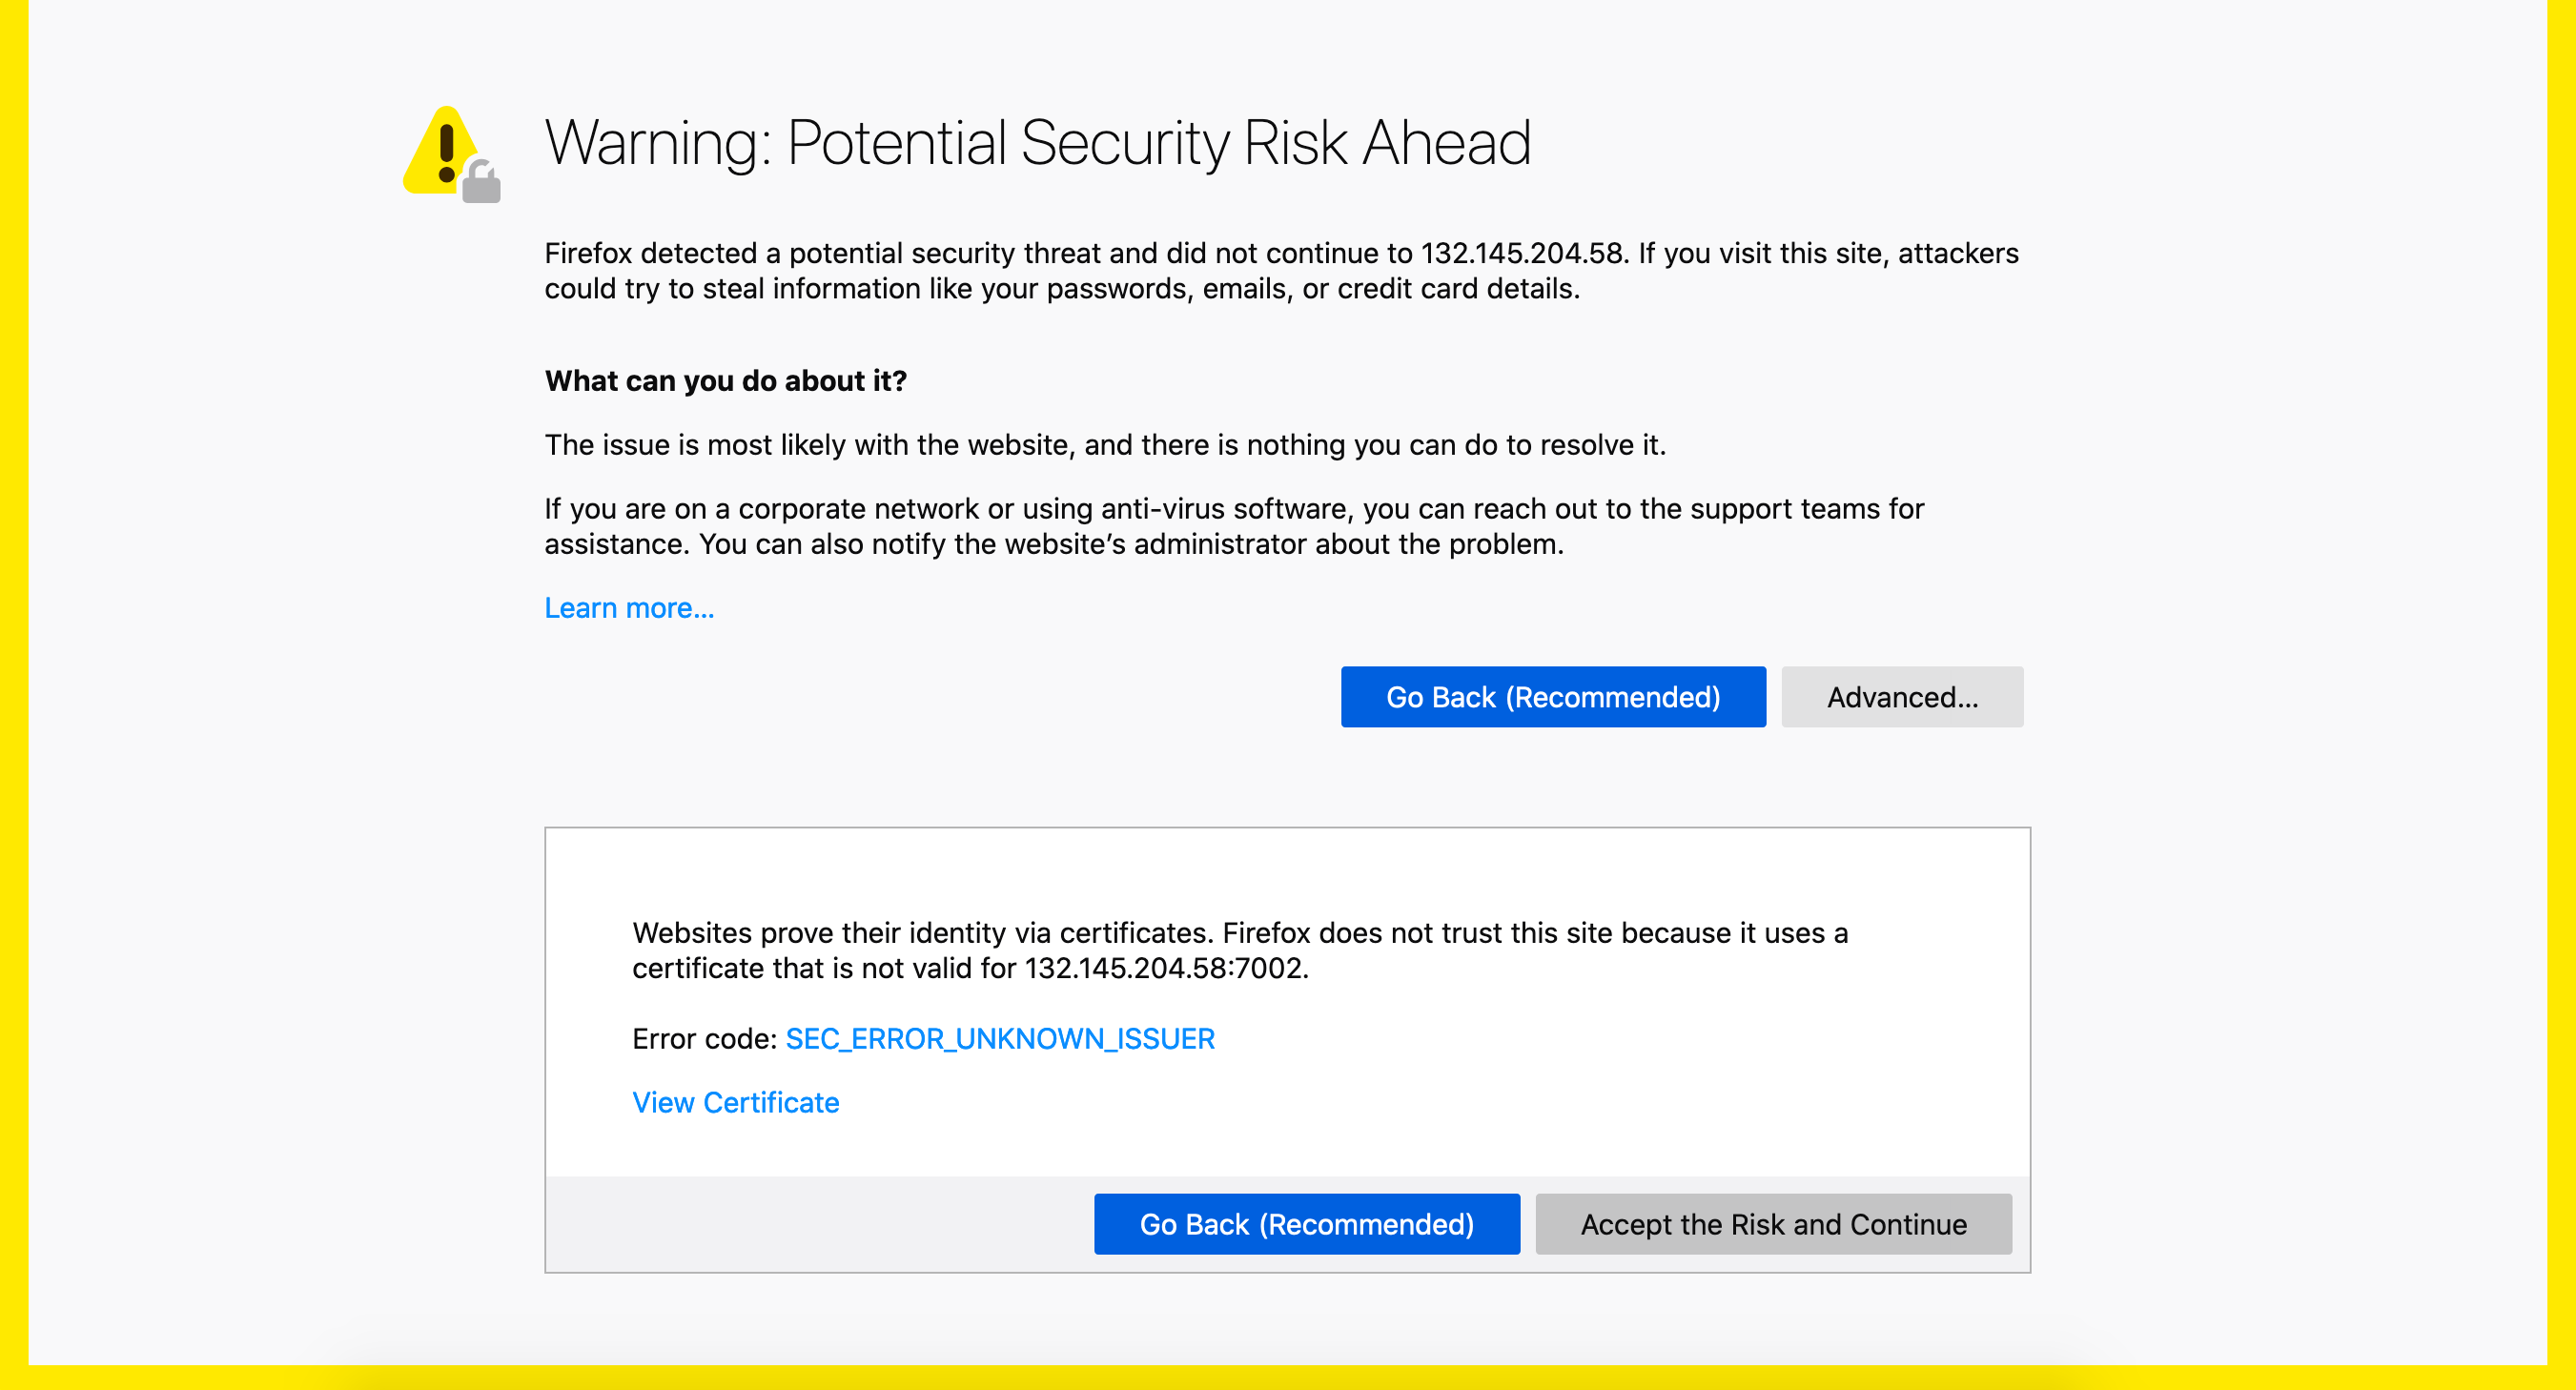 Warning: Potential Security Risk Ahead
Firefox detected a potential security threat and did not continue to 132.145.204.58. If you visit this site, attackers
could try to steal information like your passwords, emails, or credit card details.
What can you do about it?
The issue is most likely with the website, and there is nothing you can do to resolve it.
If you are on a corporate network or using anti-virus software, you can reach out to the support teams for
assistance. You can also notify the website’s administrator about the problem.
Learn more…
Go Back (Recommended) Advanced…
Websites prove their identity via certificates. Firefox does not trust this site because it uses a
certificate that is not valid for 132.145.204.58:7002.
Error code: SEC_ERROR_UNKNOWN_ISSUER
View Certificate
Go Back (Recommended) Accept the Risk and Continue